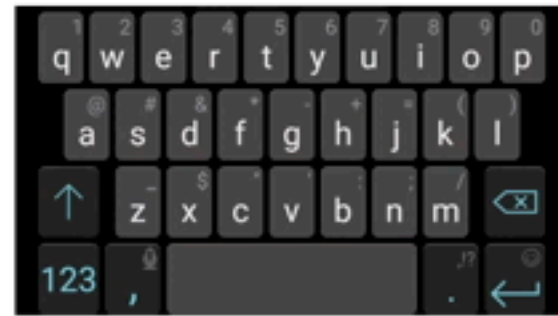 1 2 3 4 5 6 7 8 9 0
q w e r t y u i o p
@ # & * - + = ( )
a s d f g h j k l
_ $ " ' : ; /
z x c v b n m
,!?
123 , .